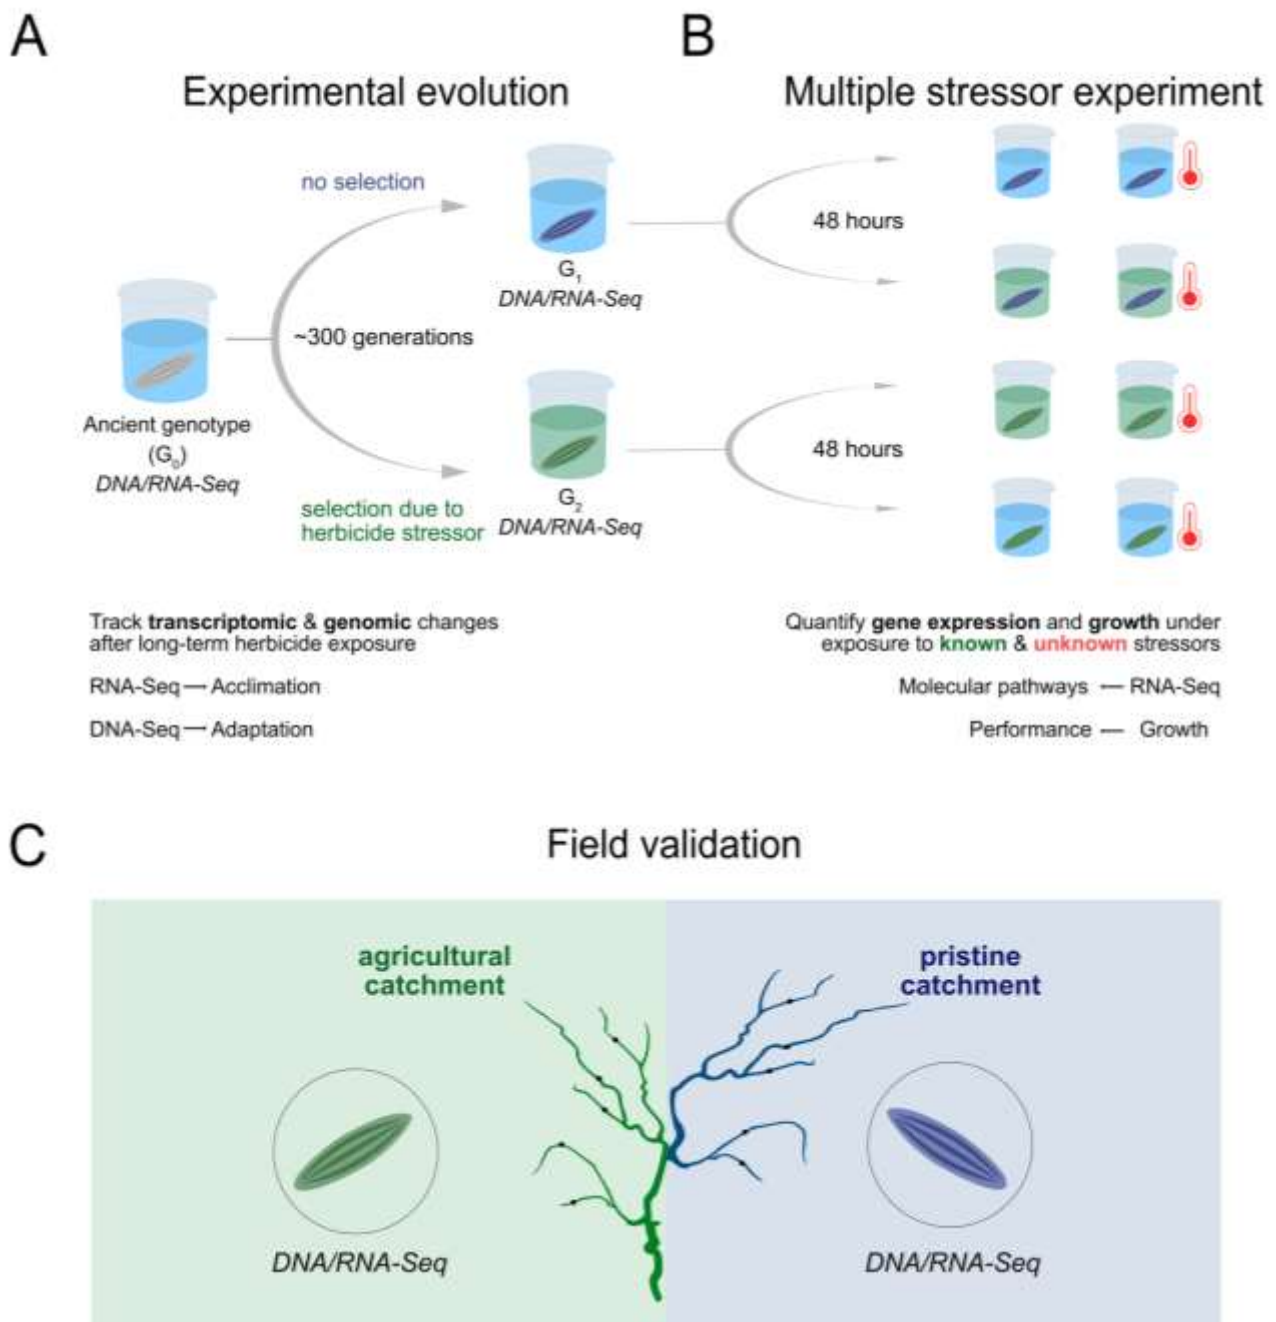 A
Experimental evolution
no selection
G1
DNA/RNA-Seq
~300 generations
Ancient genotype
(G0)
DNA/RNA-Seq
selection due to
herbicide stressor
G2
DNA/RNA-Seq
Track transcriptomic & genomic changes
after long-term herbicide exposure
RNA-Seq — Acclimation
DNA-Seq — Adaptation
B
Multiple stressor experiment
48 hours
48 hours
Quantify gene expression and growth under
exposure to known & unknown stressors
Molecular pathways — RNA-Seq
Performance — Growth
C
Field validation
agricultural
catchment
DNA/RNA-Seq
pristine
catchment
DNA/RNA-Seq